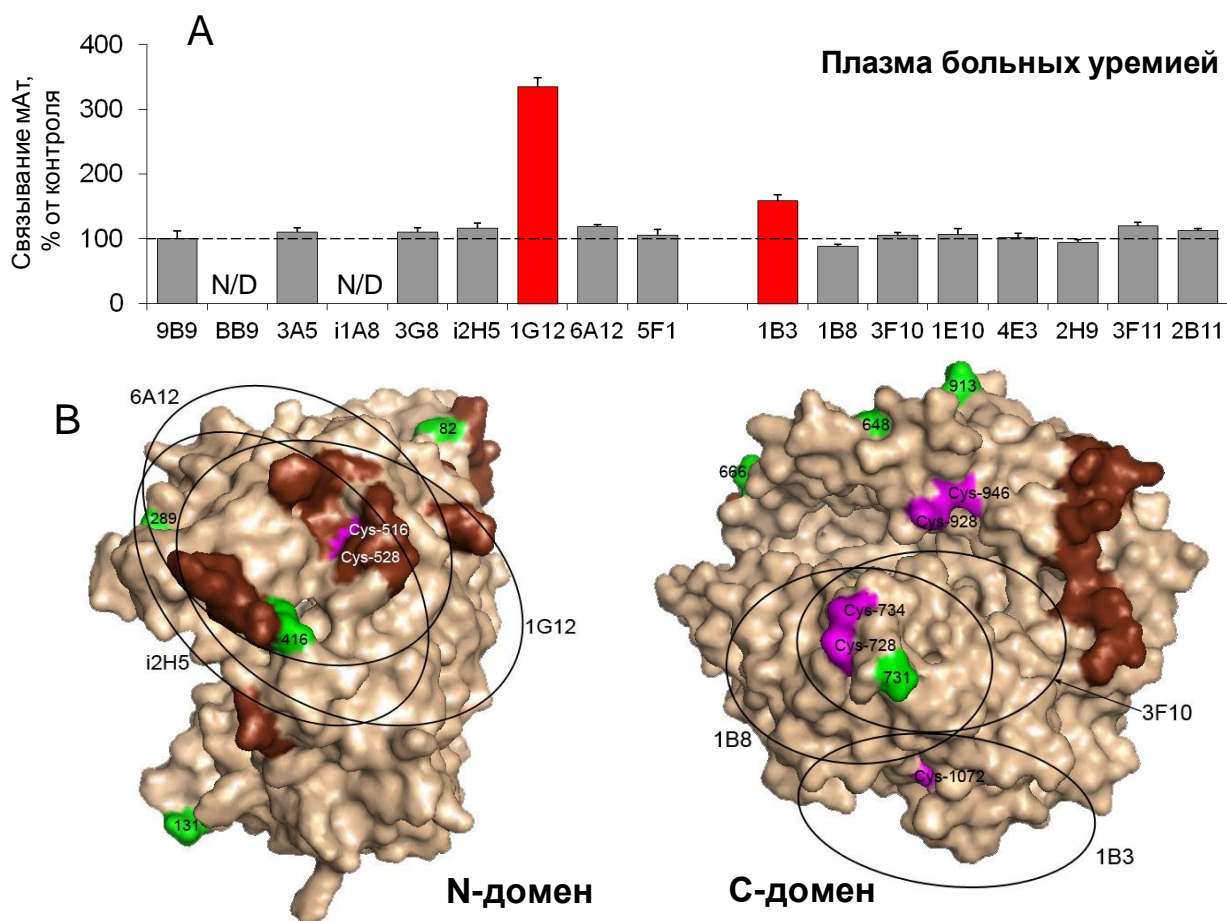 A
Плазма больных уремией
Связывание мАт,
% от контроля
400
300
200
100
0
N/D
N/D
9B9 BB9 3A5 i1A8 3G8 i2H5 1G12 6A12 5F1 1B3 1B8 3F10 1E10 4E3 2H9 3F11 2B11
B
6A12
82
289
Cys-516
Cys-528
416
1G12
i2H5
131
N-домен
913
648
666
Cys-946
Cys-928
Cys-734
Cys-728
731
3F10
1B8
Cys-1072
1B3
С-домен